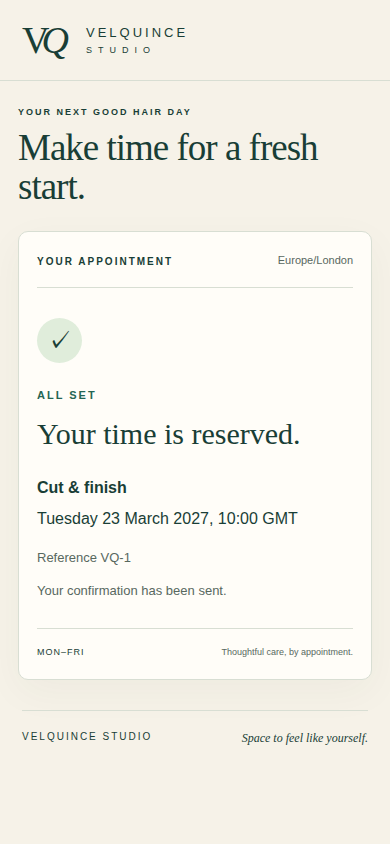 VQ
VELQUINCE
STUDIO
YOUR NEXT GOOD HAIR DAY
Make time for a fresh
start.
YOUR APPOINTMENT
Europe/London
✓
ALL SET
Your time is reserved.
Cut & finish
Tuesday 23 March 2027, 10:00 GMT
Reference VQ-1
Your confirmation has been sent.
MON–FRI
Thoughtful care, by appointment.
VELQUINCE STUDIO
Space to feel like yourself.